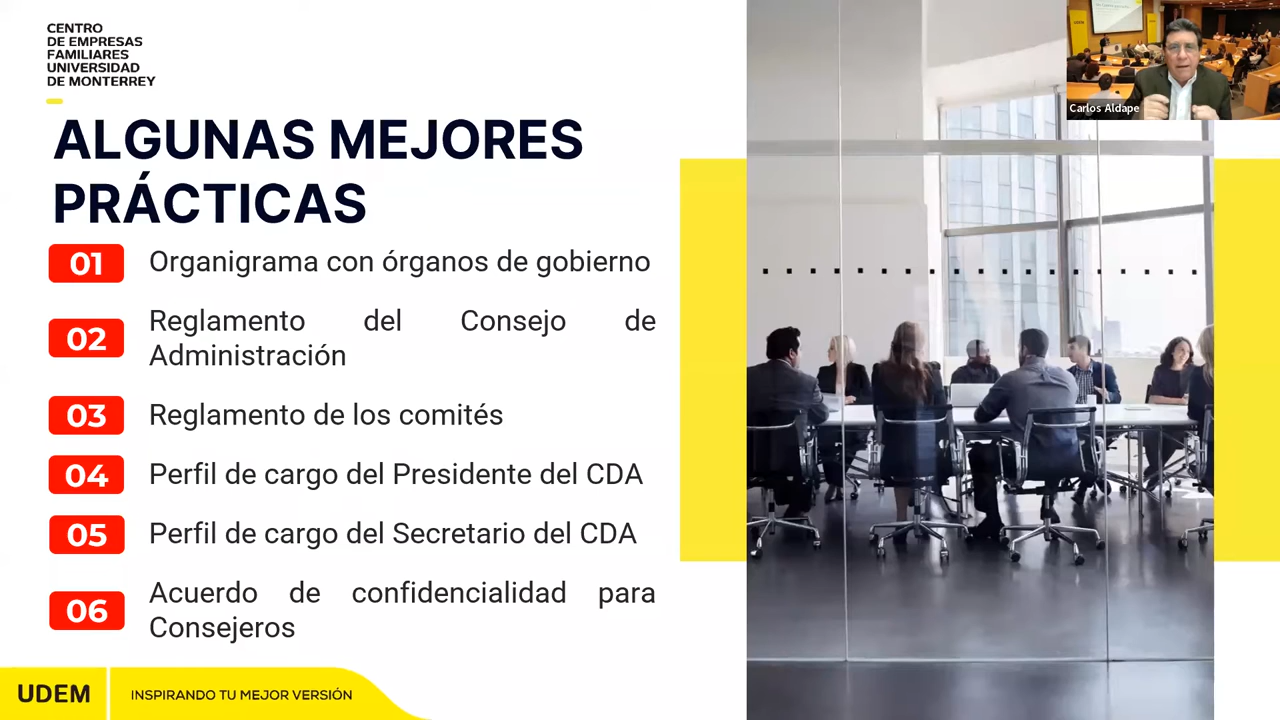 CENTRO
DE EMPRESAS
FAMILIARES
UNIVERSIDAD
DE MONTERREY
ALGUNAS MEJORES
PRÁCTICAS
01 Organigrama con órganos de gobierno
02 Reglamento del Consejo de
Administración
03 Reglamento de los comités
04 Perfil de cargo del Presidente del CDA
05 Perfil de cargo del Secretario del CDA
06 Acuerdo de confidencialidad para
Consejeros
UDEM INSPIRANDO TU MEJOR VERSIÓN
UDEM
Carlos Aldape